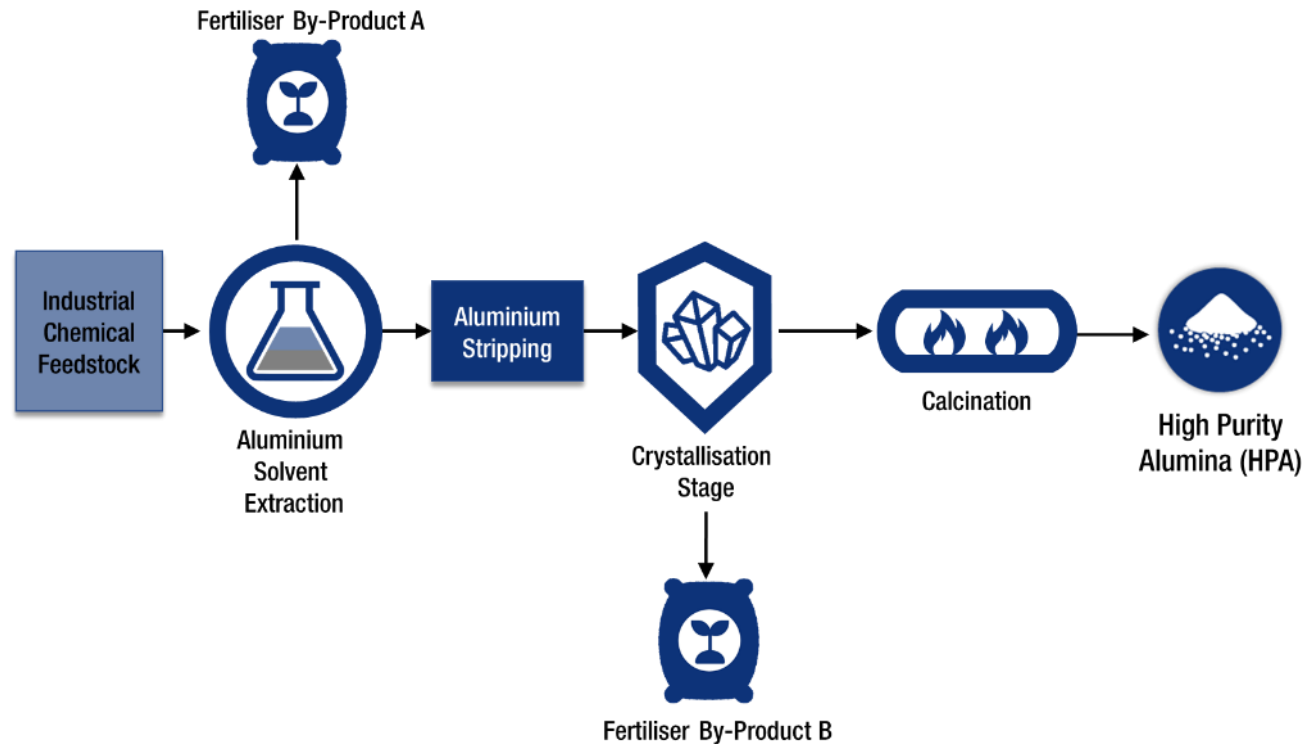 Fertiliser By-Product A
Industrial
Chemical
Feedstock
Aluminium
Solvent
Extraction
Aluminium
Stripping
Crystallisation
Stage
Calcination
High Purity
Alumina (HPA)
Fertiliser By-Product B